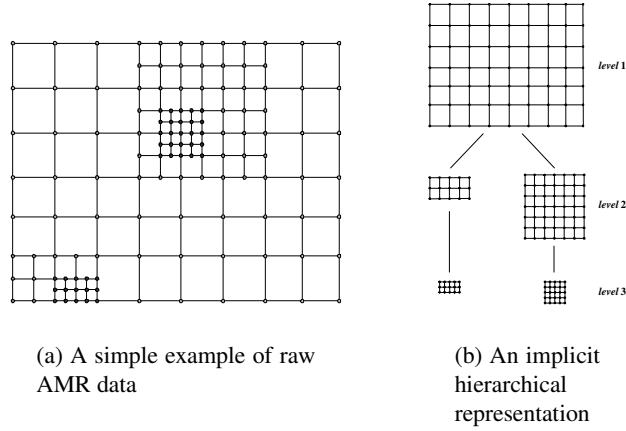 level 1
level 2
level 3
(a) A simple example of raw
AMR data
(b) An implicit
hierarchical
representation